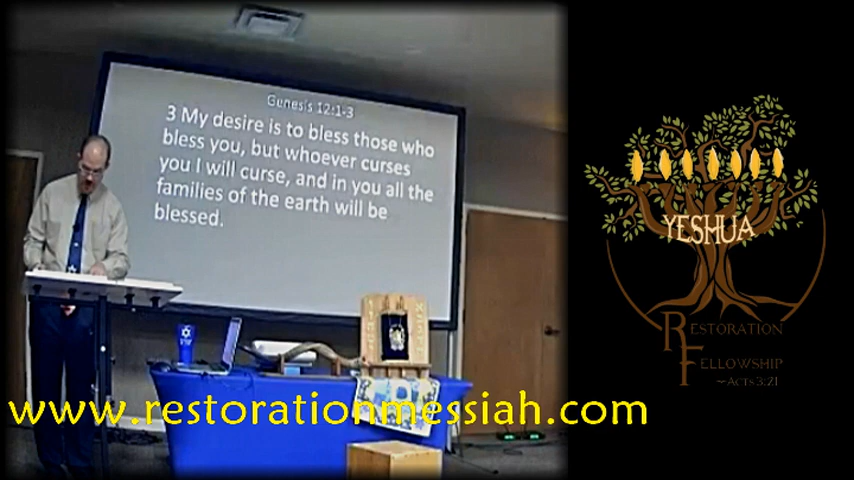 Genesis 12:1-3
3 My desire is to bless those who
bless you, but whoever curses
you I will curse, and in you all the
families of the earth will be
blessed.
YESHUA
RESTORATION
FELLOWSHIP
~ACTS 3:21
www.restorationmessiah.com